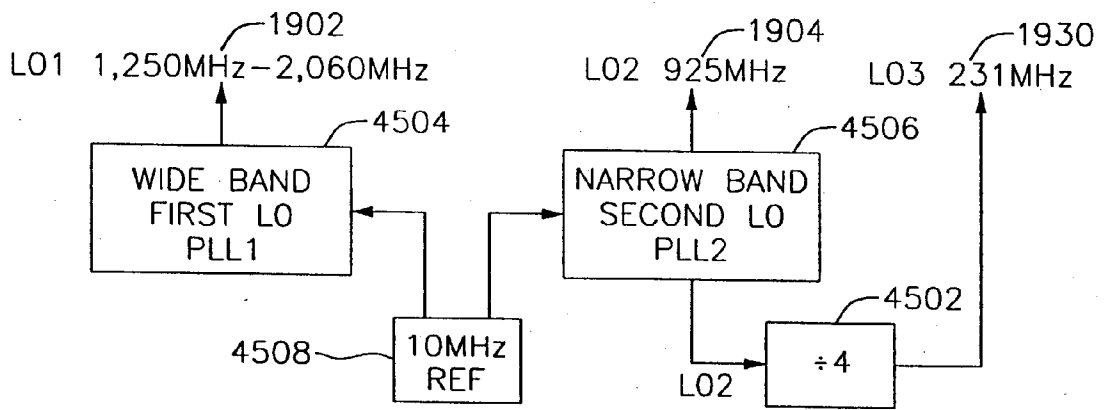 1902
LO1 1,250MHz-2,060MHz
1904
LO2 925MHz
1930
LO3 231MHz
4504
WIDE BAND
FIRST LO
PLL1
4506
NARROW BAND
SECOND LO
PLL2
4508
10MHz
REF
LO2
4502
÷4